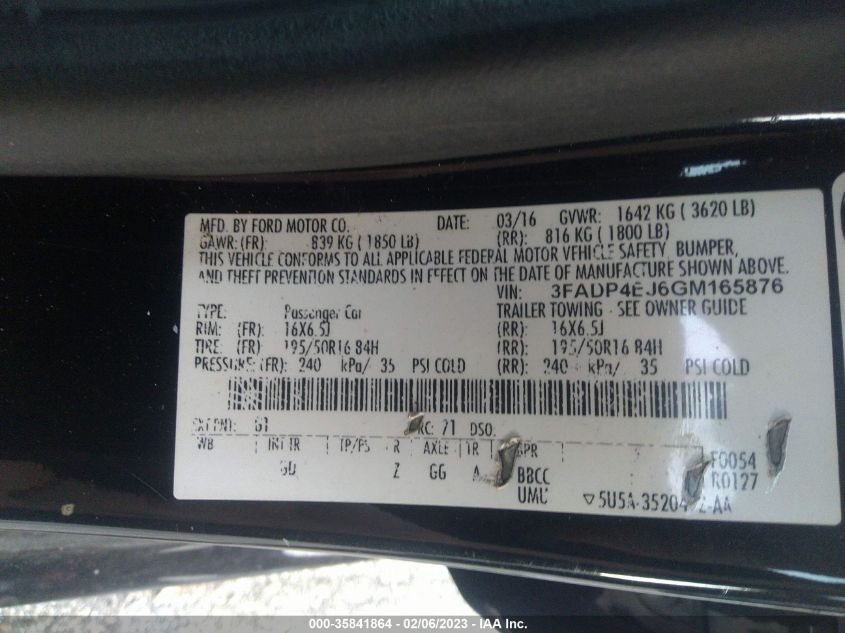 MFD. BY FORD MOTOR CO. DATE: 03/16 GVWR: 1642 KG ( 3620 LB)
GAWR:(FR): 839 KG ( 1850 LB) (RR): 816 KG ( 1800 LB)
THIS VEHICLE CONFORMS TO ALL APPLICABLE FEDERAL MOTOR VEHICLE SAFETY, BUMPER,
AND THEFT PREVENTION STANDARDS IN EFFECT ON THE DATE OF MANUFACTURE SHOWN ABOVE.
VIN: 3FADP4EJ6GM165876
TYPE: Passenger Car TRAILER TOWING - SEE OWNER GUIDE
RIM: (FR): 16X6.5J (RR): 16X6.5J
TIRE: (FR): 195/50R16 84H (RR): 195/50R16 84H
PRESSURE:(FR): 240 kPa/ 35 PSI COLD (RR): 240 kPa/ 35 PSI COLD
EXT PNT: G1 RC: 71 DSO:
WB INT TR TP/PS R AXLE TR SPR F0054
GD Z GG A BBCC R0127
UMC ▽5U5A-35204 2-AA
000-35841864 - 02/06/2023 - IAA Inc.